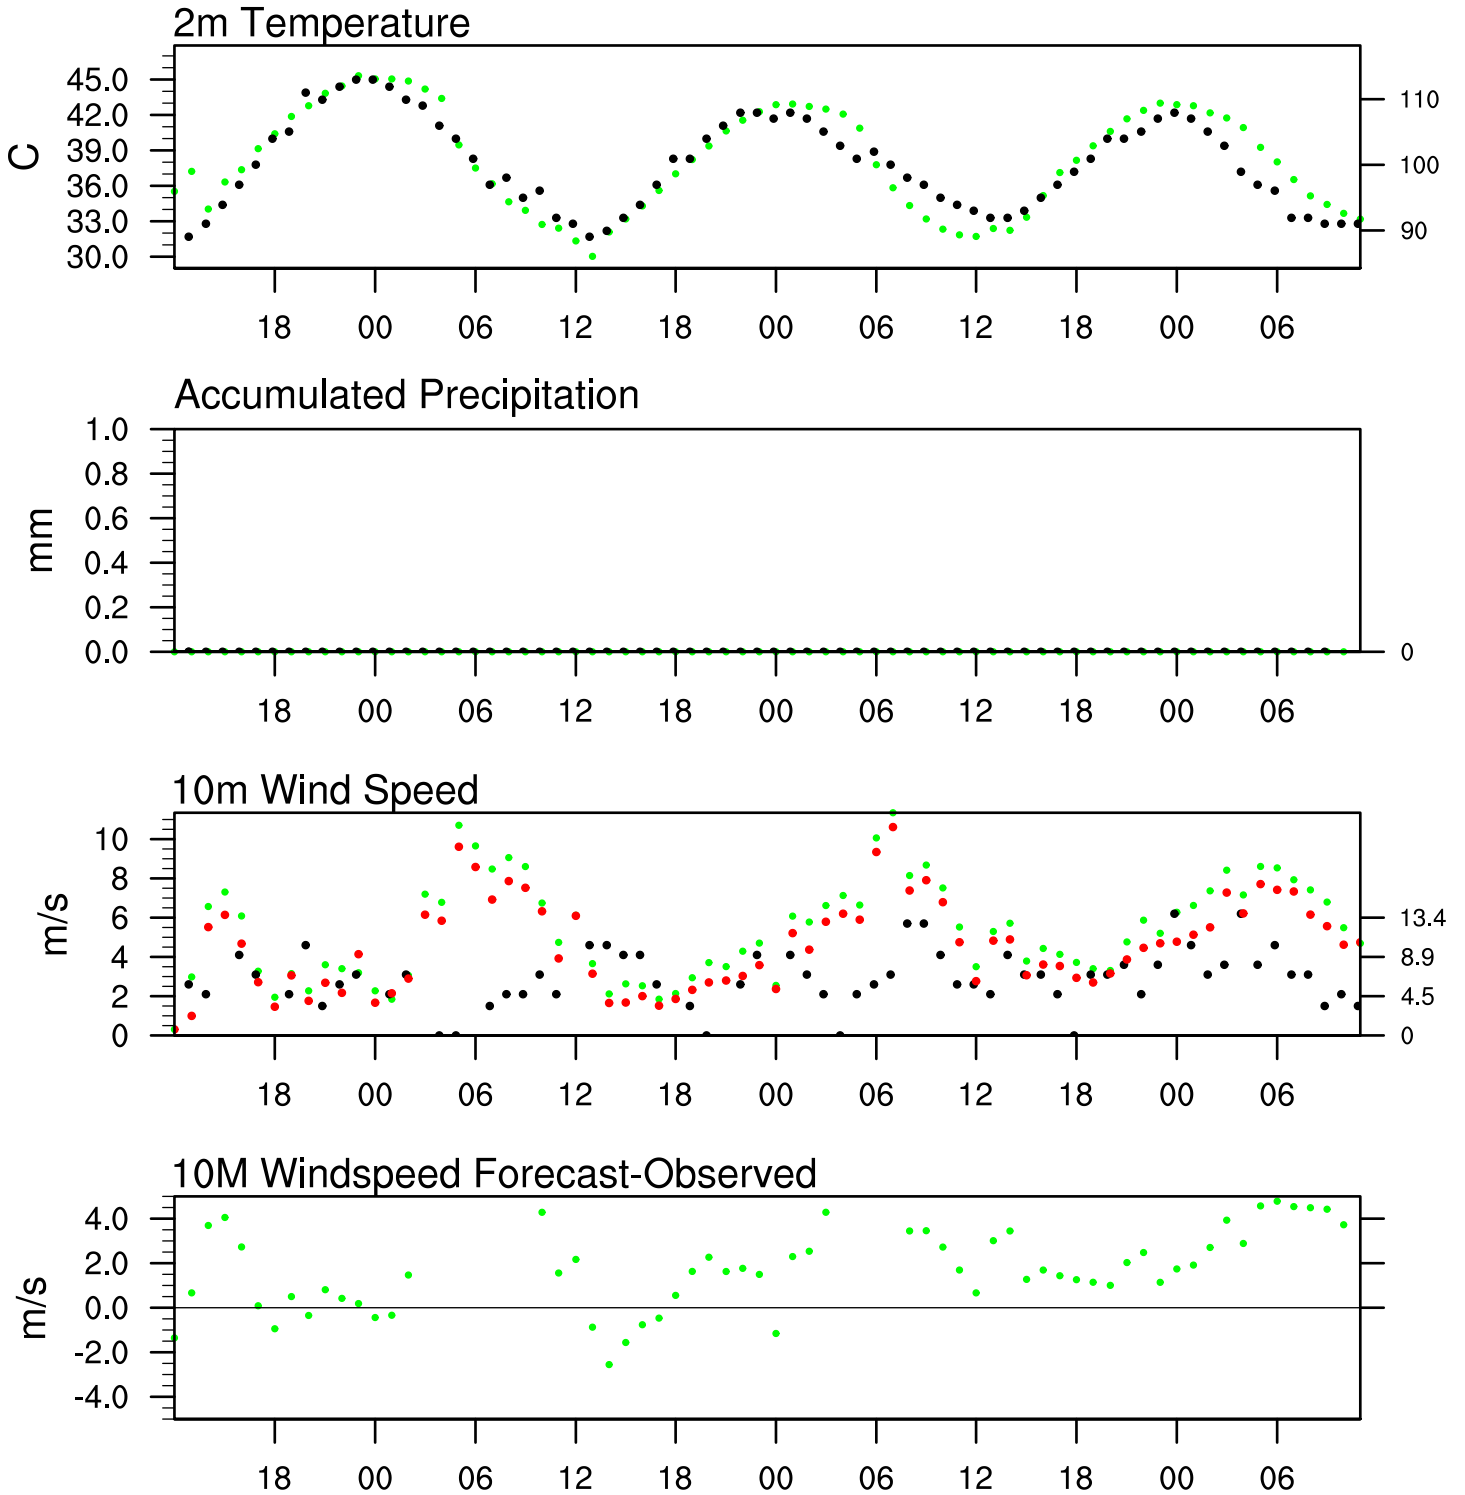 2m Temperature
45.0
42.0
39.0
36.0
33.0
30.0
C
110
100
90
18 00 06 12 18 00 06 12 18 00 06
Accumulated Precipitation
1.0
0.8
0.6
0.4
0.2
0.0
mm
0
18 00 06 12 18 00 06 12 18 00 06
10m Wind Speed
10
8
6
4
2
0
m/s
13.4
8.9
4.5
0
18 00 06 12 18 00 06 12 18 00 06
10M Windspeed Forecast-Observed
4.0
2.0
0.0
-2.0
-4.0
m/s
18 00 06 12 18 00 06 12 18 00 06